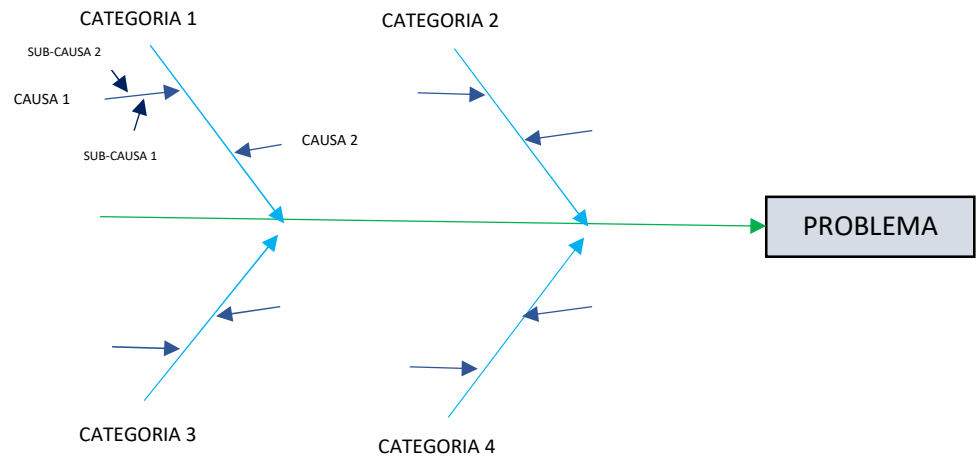 CATEGORIA 1
CATEGORIA 2
SUB-CAUSA 2
CAUSA 1
CAUSA 2
SUB-CAUSA 1
PROBLEMA
CATEGORIA 3
CATEGORIA 4